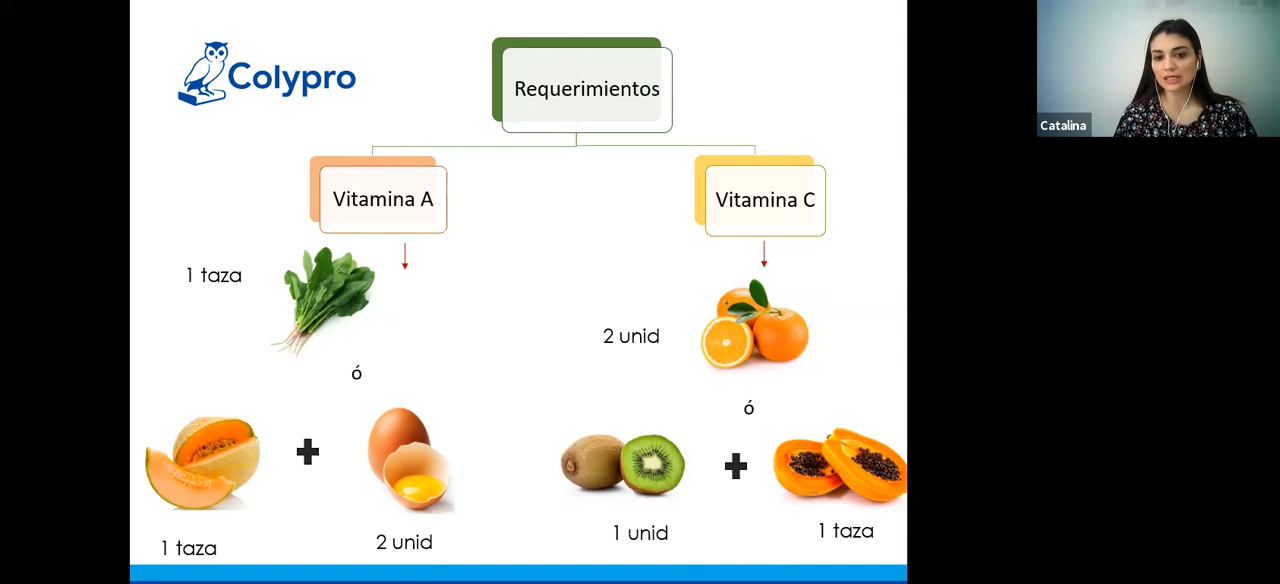 Colypro
Requerimientos
Catalina
Vitamina A
Vitamina C
1 taza
2 unid
ó
ó
1 taza
2 unid
1 unid
1 taza